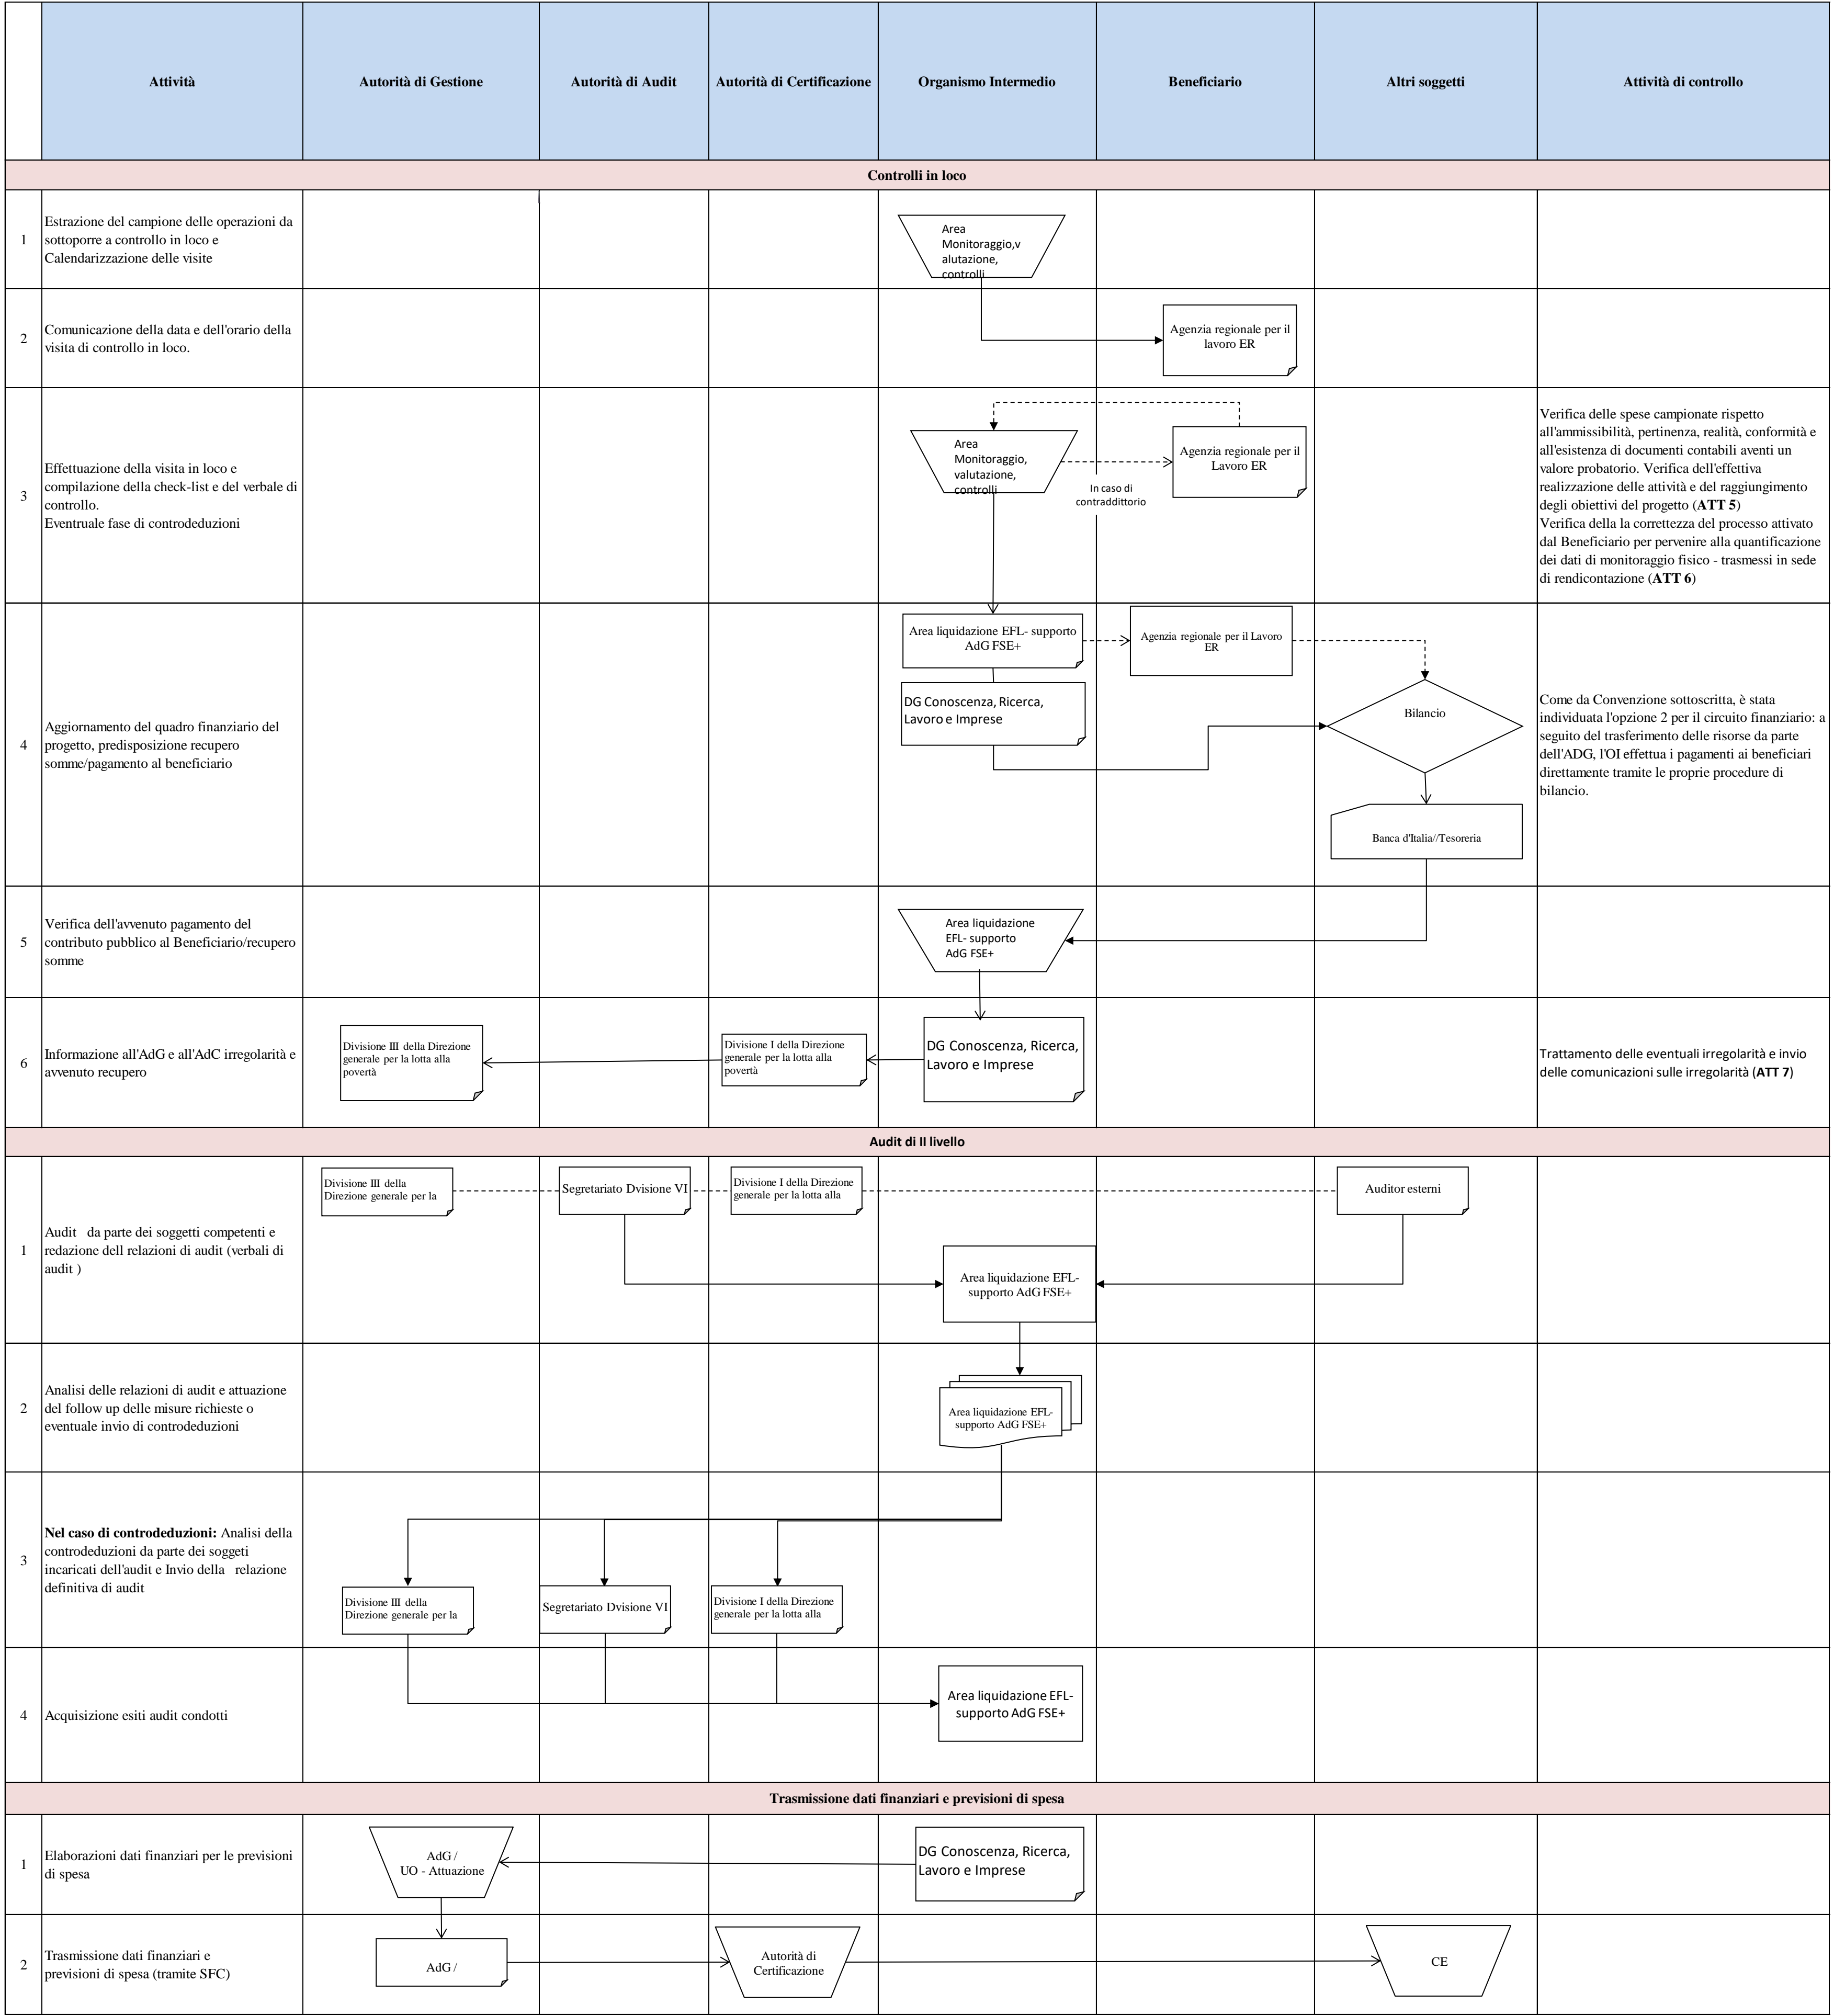 Attività
Autorità di Gestione
Autorità di Audit
Autorità di Certificazione
Organismo Intermedio
Beneficiario
Altri soggetti
Attività di controllo
Controlli in loco
1
Estrazione del campione delle operazioni da
sottoporre a controllo in loco e
Calendarizzazione delle visite
Area
Monitoraggio,v
alutazione,
controlli
2
Comunicazione della data e dell'orario della
visita di controllo in loco.
Agenzia regionale per il
lavoro ER
3
Effettuazione della visita in loco e
compilazione della check-list e del verbale di
controllo.
Eventuale fase di controdeduzioni
Area
Monitoraggio,
valutazione,
controlli
In caso di
contraddittorio
Agenzia regionale per il
Lavoro ER
Verifica delle spese campionate rispetto
all'ammissibilità, pertinenza, realità, conformità e
all'esistenza di documenti contabili aventi un
valore probatorio. Verifica dell'effettiva
realizzazione delle attività e del raggiungimento
degli obiettivi del progetto (ATT 5)
Verifica della la correttezza del processo attivato
dal Beneficiario per pervenire alla quantificazione
dei dati di monitoraggio fisico - trasmessi in sede
di rendicontazione (ATT 6)
4
Aggiornamento del quadro finanziario del
progetto, predisposizione recupero
somme/pagamento al beneficiario
Area liquidazione EFL- supporto
AdG FSE+
DG Conoscenza, Ricerca,
Lavoro e Imprese
Agenzia regionale per il Lavoro
ER
Bilancio
Banca d'Italia//Tesoreria
Come da Convenzione sottoscritta, è stata
individuata l'opzione 2 per il circuito finanziario: a
seguito del trasferimento delle risorse da parte
dell'ADG, l'OI effettua i pagamenti ai beneficiari
direttamente tramite le proprie procedure di
bilancio.
5
Verifica dell'avvenuto pagamento del
contributo pubblico al Beneficiario/recupero
somme
Area liquidazione
EFL- supporto
AdG FSE+
6
Informazione all'AdG e all'AdC irregolarità e
avvenuto recupero
Divisione III della Direzione
generale per la lotta alla
povertà
Divisione I della Direzione
generale per la lotta alla
povertà
DG Conoscenza, Ricerca,
Lavoro e Imprese
Trattamento delle eventuali irregolarità e invio
delle comunicazioni sulle irregolarità (ATT 7)
Audit di II livello
1
Audit da parte dei soggetti competenti e
redazione dell relazioni di audit (verbali di
audit )
Divisione III della
Direzione generale per la
Segretariato Dvisione VI
Divisione I della Direzione
generale per la lotta alla
Area liquidazione EFL-
supporto AdG FSE+
Auditor esterni
2
Analisi delle relazioni di audit e attuazione
del follow up delle misure richieste o
eventuale invio di controdeduzioni
Area liquidazione EFL-
supporto AdG FSE+
3
Nel caso di controdeduzioni: Analisi della
controdeduzioni da parte dei soggeti
incaricati dell'audit e Invio della relazione
definitiva di audit
Divisione III della
Direzione generale per la
Segretariato Dvisione VI
Divisione I della Direzione
generale per la lotta alla
4
Acquisizione esiti audit condotti
Area liquidazione EFL-
supporto AdG FSE+
Trasmissione dati finanziari e previsioni di spesa
1
Elaborazioni dati finanziari per le previsioni
di spesa
AdG /
UO - Attuazione
DG Conoscenza, Ricerca,
Lavoro e Imprese
2
Trasmissione dati finanziari e
previsioni di spesa (tramite SFC)
AdG /
Autorità di
Certificazione
CE